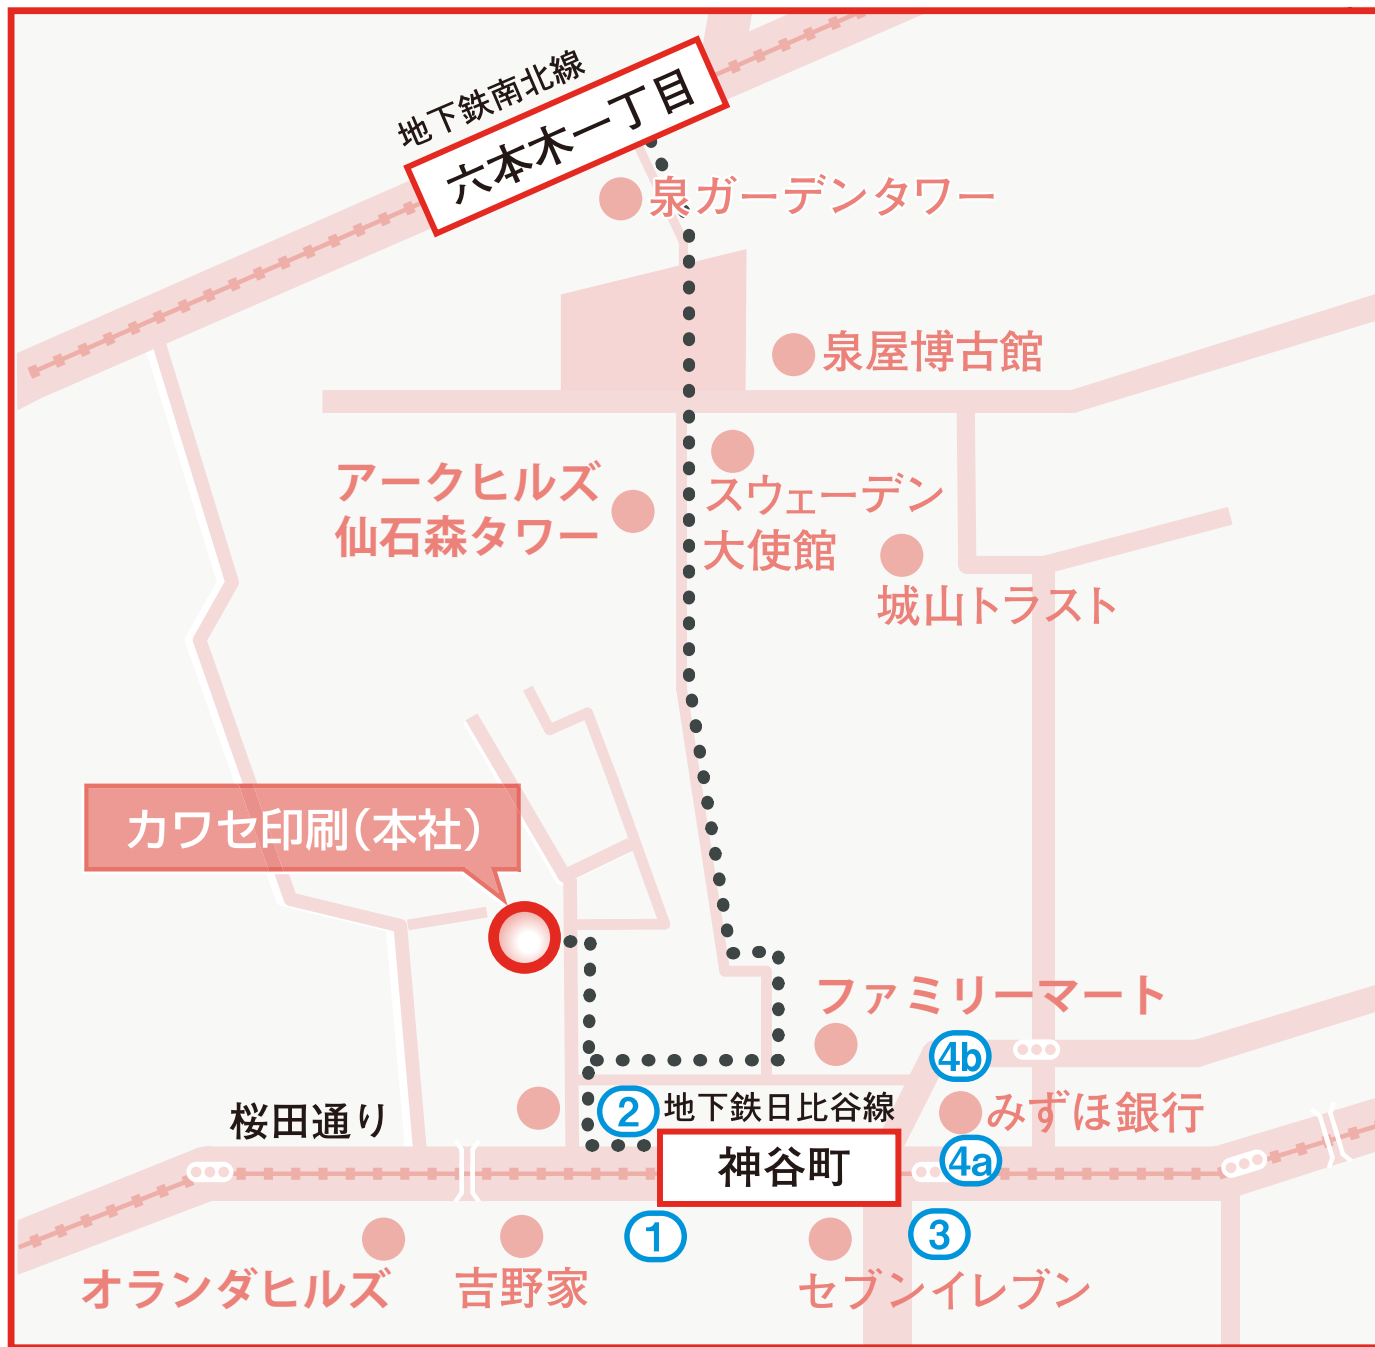 地下鉄南北線
六本木一丁目
泉ガーデンタワー
泉屋博古館
アークヒルズ
仙石森タワー
スウェーデン
大使館
城山トラスト
カワセ印刷(本社)
ファミリーマート
4b
桜田通り
2
地下鉄日比谷線
みずほ銀行
神谷町
4a
1
3
オランダヒルズ
吉野家
セブンイレブン